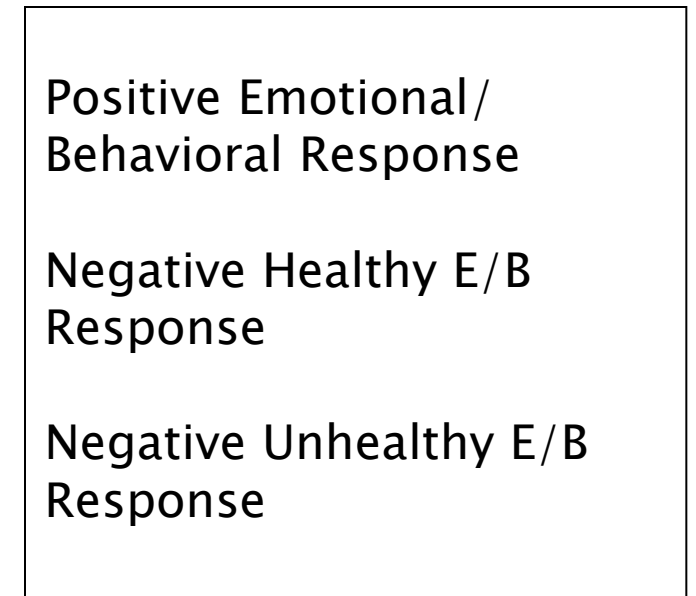 Positive Emotional/
Behavioral Response
Negative Healthy E/B
Response
Negative Unhealthy E/B
Response